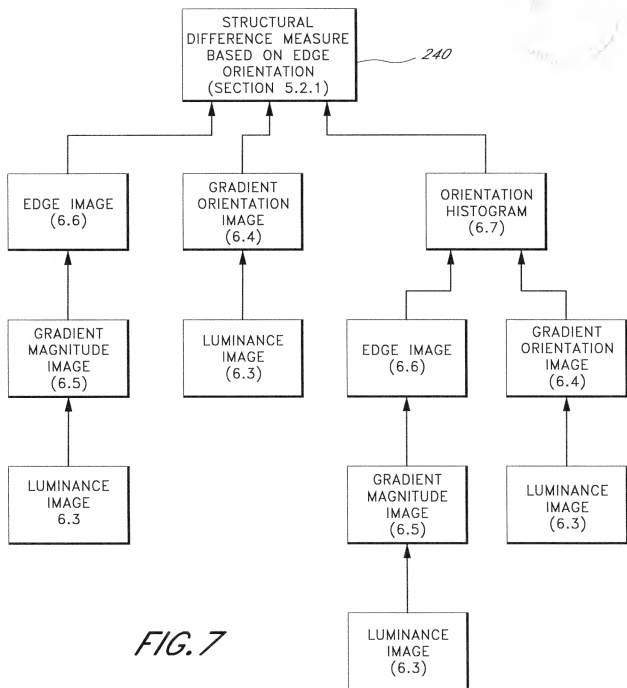 STRUCTURAL
DIFFERENCE MEASURE
BASED ON EDGE
ORIENTATION
(SECTION 5.2.1)
240
EDGE IMAGE
(6.6)
GRADIENT
ORIENTATION
IMAGE
(6.4)
ORIENTATION
HISTOGRAM
(6.7)
GRADIENT
MAGNITUDE
IMAGE
(6.5)
LUMINANCE
IMAGE
(6.3)
EDGE IMAGE
(6.6)
GRADIENT
ORIENTATION
IMAGE
(6.4)
LUMINANCE
IMAGE
6.3
GRADIENT
MAGNITUDE
IMAGE
(6.5)
LUMINANCE
IMAGE
(6.3)
LUMINANCE
IMAGE
(6.3)
FIG. 7